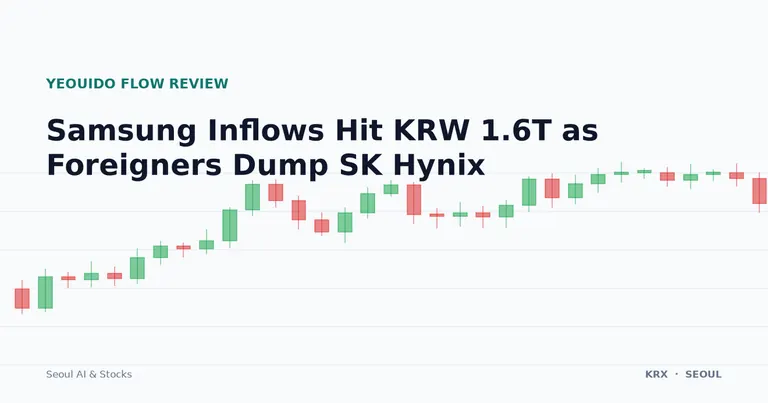 YEOUIDO FLOW REVIEW
Samsung Inflows Hit KRW 1.6T as
Foreigners Dump SK Hynix
Seoul AI & Stocks
KRX · SEOUL